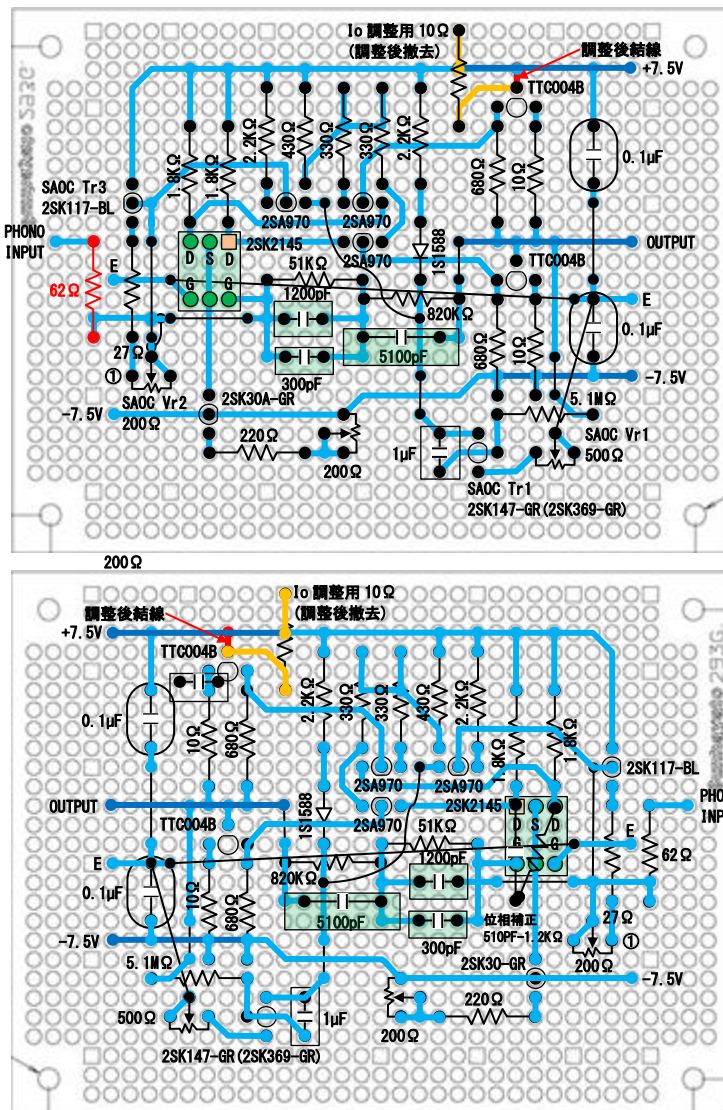 Io 調整用 10Ω
(調整後撤去)
調整後結線
+7.5V
TTC004B
2.2KΩ
430Ω
330Ω
330Ω
2.2KΩ
1.8KΩ
1.8KΩ
680Ω
10Ω
0.1μF
SAOC Tr3
2SK117-BL
2SA970
2SA970
PHONO
INPUT
2SK2145
2SA970
1S1588
OUTPUT
D S D
E
51KΩ
TTC004B
G G
62Ω
1200pF
820KΩ
E
680Ω
10Ω
0.1μF
27Ω
300pF
5100pF
①
SAOC Vr2
200Ω
-7.5V
2SK30A-GR
-7.5V
5.1MΩ
220Ω
200Ω
1μF
SAOC Vr1
500Ω
SAOC Tr1
2SK147-GR(2SK369-GR)
200Ω
Io 調整用 10Ω
(調整後撤去)
調整後結線
+7.5V
TTC004B
0.1μF
10Ω
680Ω
2.2KΩ
330Ω
330Ω
430Ω
2.2KΩ
1.8KΩ
1.8KΩ
2SK117-BL
2SA970
2SA970
OUTPUT
TTC004B
1S1588
2SA970
2SK2145
D S D
PHO
INP
51KΩ
G G
E
E
1200pF
62Ω
820KΩ
0.1μF
10Ω
680Ω
5100pF
300pF
位相補正
510PF-1.2KΩ
27Ω
①
200Ω
-7.5V
5.1MΩ
2SK30-GR
-7.5V
500Ω
1μF
200Ω
220Ω
2SK147-GR(2SK369-GR)